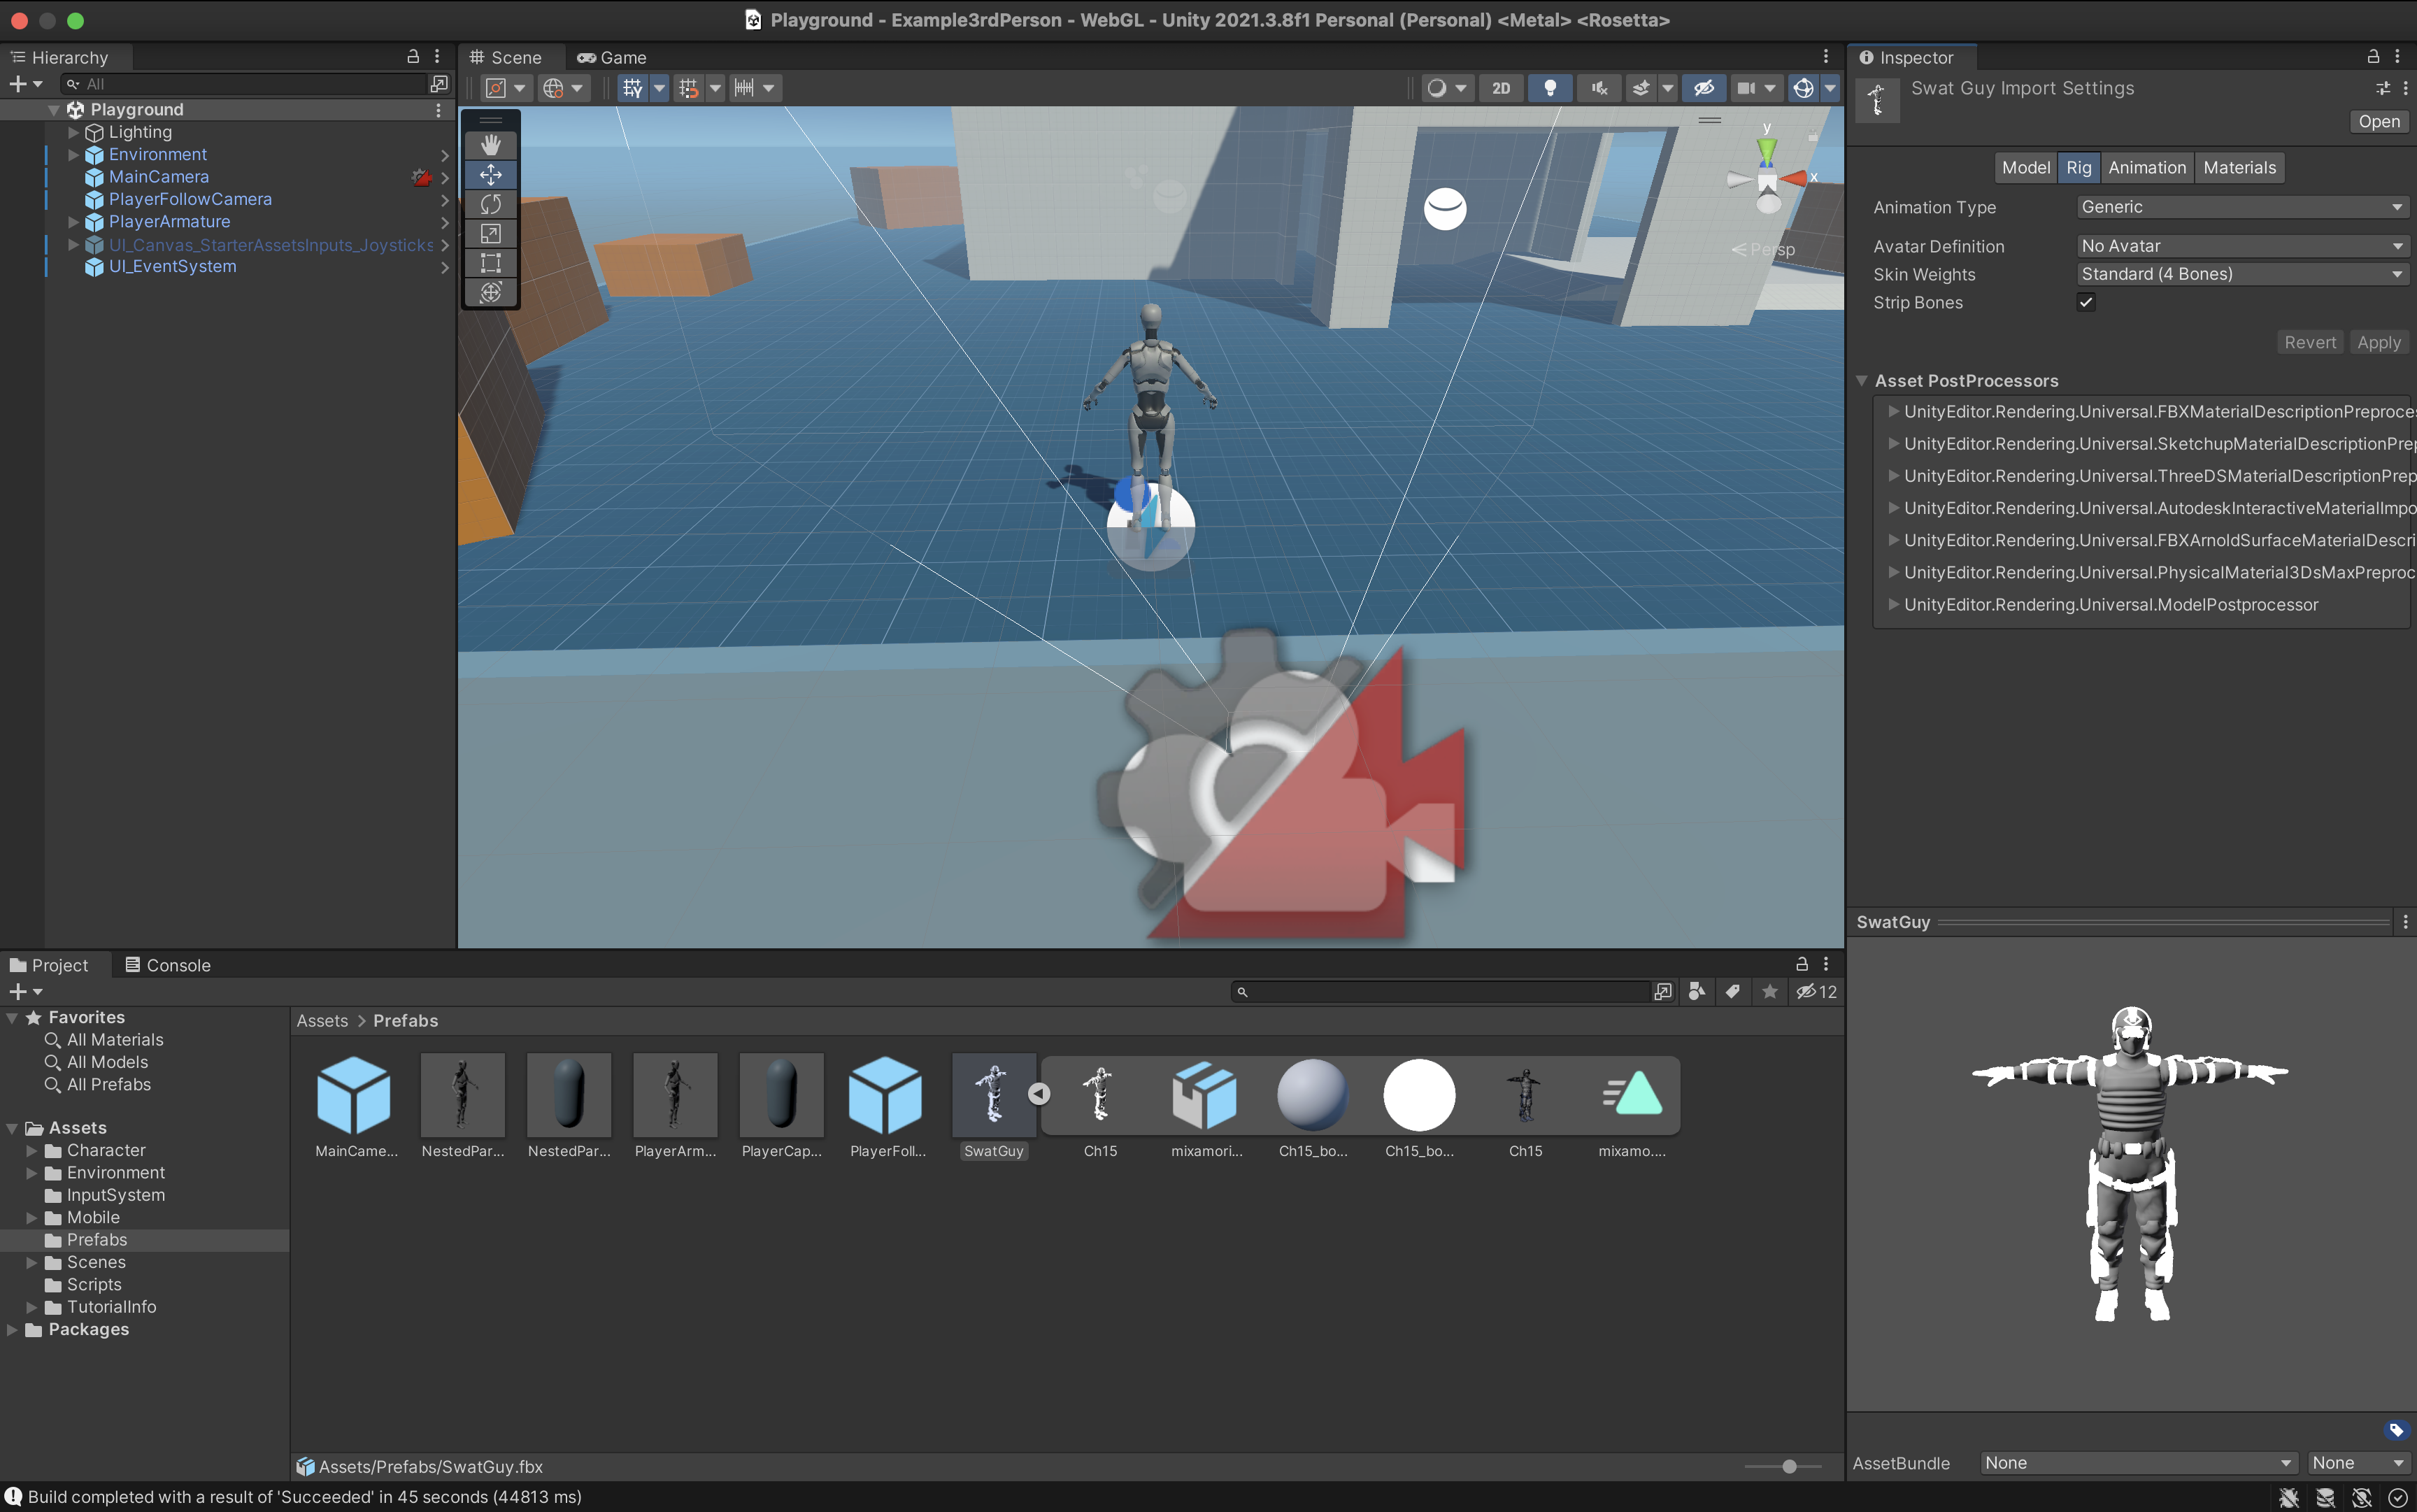 Playground - Example3rdPerson - WebGL - Unity 2021.3.8f1 Personal (Personal) <Metal> <Rosetta>
Hierarchy
All
Playground
Lighting
Environment
MainCamera
PlayerFollowCamera
PlayerArmature
UI_Canvas_StarterAssetsInputs_Joysticks
UI_EventSystem
Scene
Game
2D
y
x
Persp
Inspector
Swat Guy Import Settings
Open
Model
Rig
Animation
Materials
Animation Type
Generic
Avatar Definition
No Avatar
Skin Weights
Standard (4 Bones)
Strip Bones
Revert
Apply
Asset PostProcessors
UnityEditor.Rendering.Universal.FBXMaterialDescriptionPreproce
UnityEditor.Rendering.Universal.SketchupMaterialDescriptionPre
UnityEditor.Rendering.Universal.ThreeDSMaterialDescriptionPrep
UnityEditor.Rendering.Universal.AutodeskInteractiveMaterialImpo
UnityEditor.Rendering.Universal.FBXArnoldSurfaceMaterialDescri
UnityEditor.Rendering.Universal.PhysicalMaterial3DsMaxPreproc
UnityEditor.Rendering.Universal.ModelPostprocessor
SwatGuy
AssetBundle
None
None
Project
Console
12
Favorites
All Materials
All Models
All Prefabs
Assets
Character
Environment
InputSystem
Mobile
Prefabs
Scenes
Scripts
TutorialInfo
Packages
Assets > Prefabs
MainCame...
NestedPar...
NestedPar...
PlayerArm...
PlayerCap...
PlayerFoll...
SwatGuy
Ch15
mixamori...
Ch15_bo...
Ch15_bo...
Ch15
mixamo....
Assets/Prefabs/SwatGuy.fbx
Build completed with a result of 'Succeeded' in 45 seconds (44813 ms)